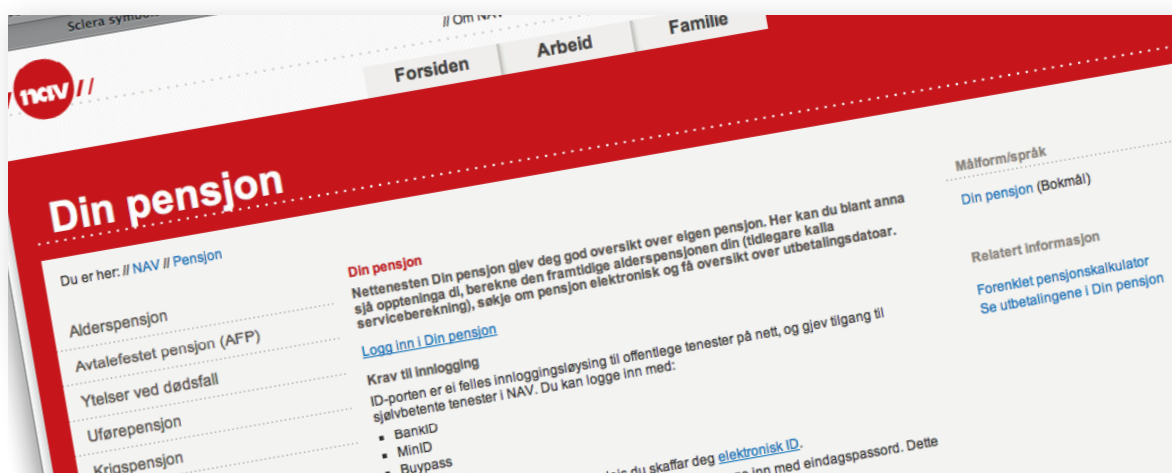 Sclera symbol
// Om NAV
nav
Forsiden
Arbeid
Familie
Din pensjon
Du er her: // NAV // Pensjon
Alderspensjon
Avtalefestet pensjon (AFP)
Ytelser ved dødsfall
Uførepensjon
Krigspensjon
Din pensjon
Nettenesten Din pensjon gjev deg god oversikt over eigen pensjon. Her kan du blant anna
sjå oppteninga di, berekne den framtidige alderspensjonen din (tidlegare kalla
serviceberekning), søkje om pensjon elektronisk og få oversikt over utbetalingsdatoar.
Logg inn i Din pensjon
Krav til innlogging
ID-porten er ei felles innloggingsløysing til offentlege tenester på nett, og gjev tilgang til
sjølvbetente tenester i NAV. Du kan logge inn med:
▪ BankID
▪ MinID
▪ Buypass
du skaffar deg elektronisk ID.
inn med eindagspassord. Dette
Målform/språk
Din pensjon (Bokmål)
Relatert informasjon
Forenklet pensjonskalkulator
Se utbetalingene i Din pensjon